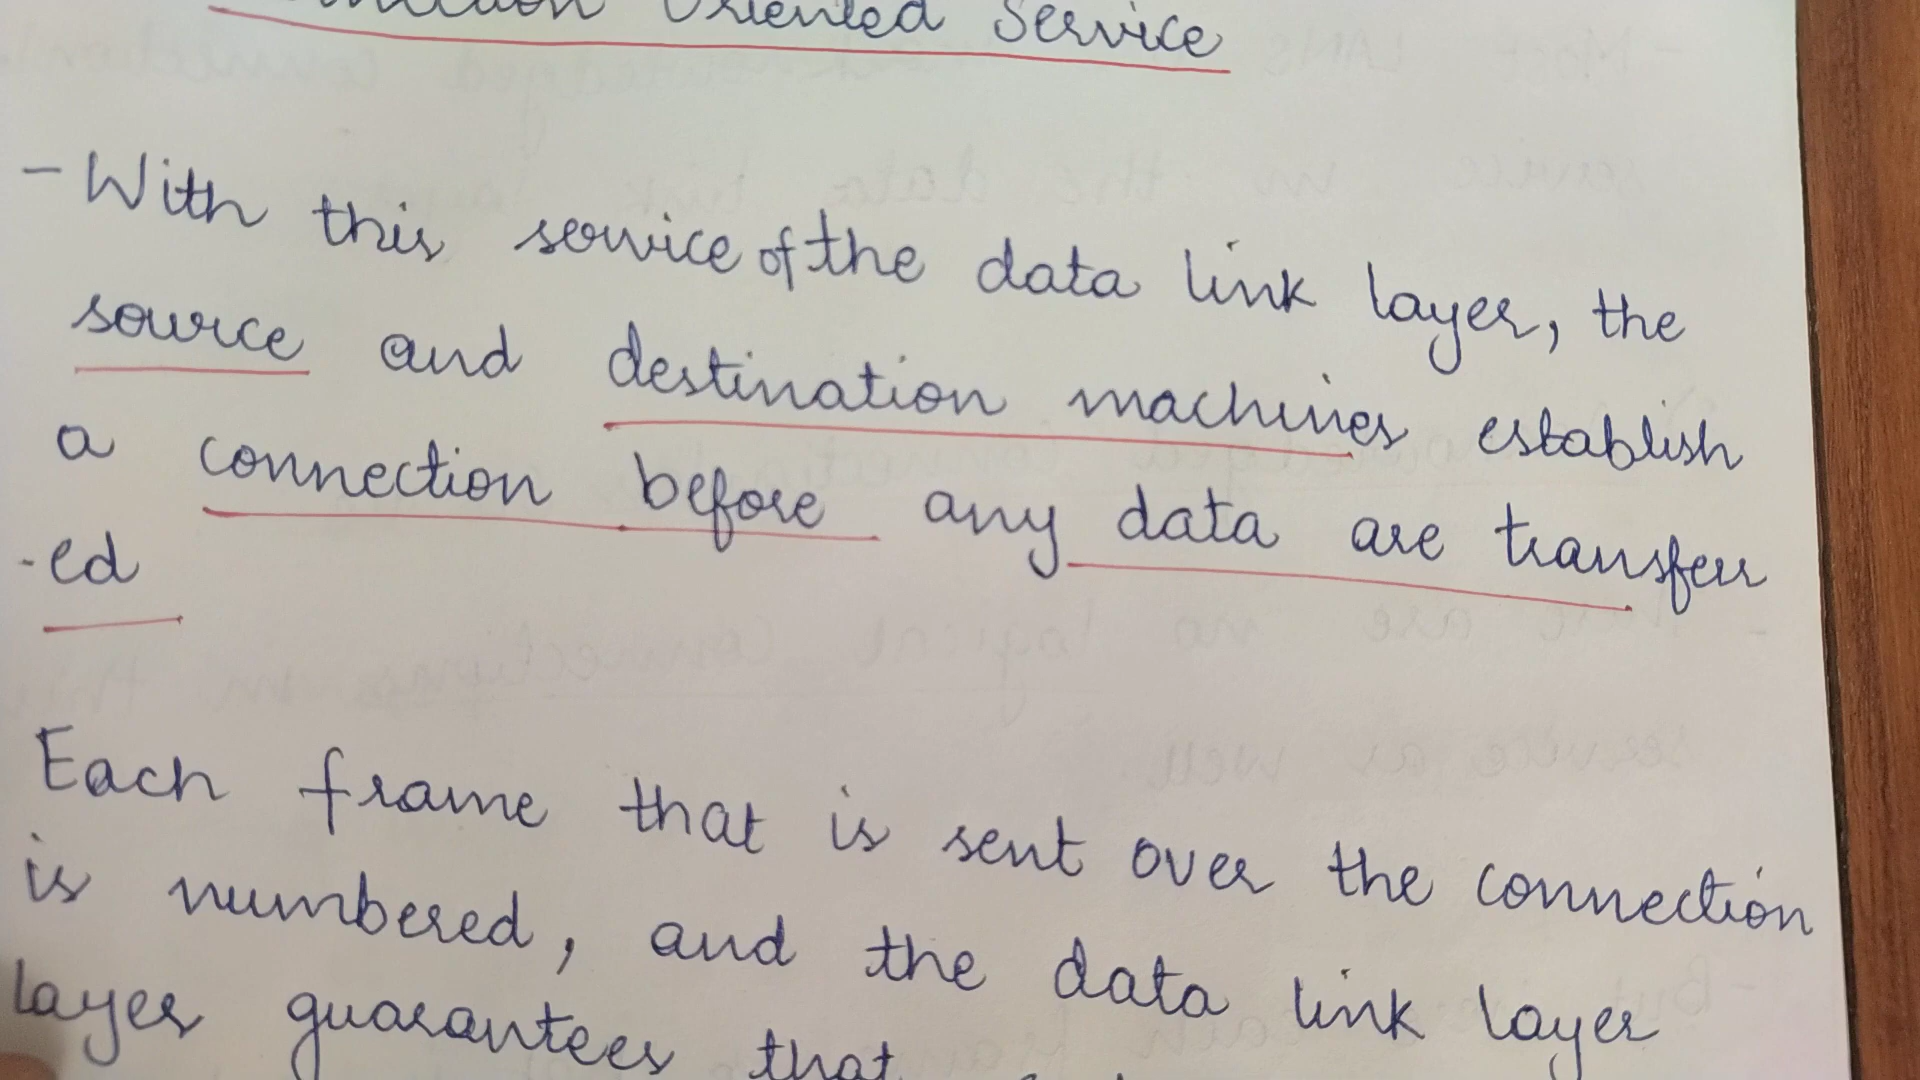 Oriented Service
- With this service of the data link layer, the
source and destination machines establish
a connection before any data are transferr
-ed
Each frame that is sent over the connection
is numbered, and the data link layer
layer guarantees that